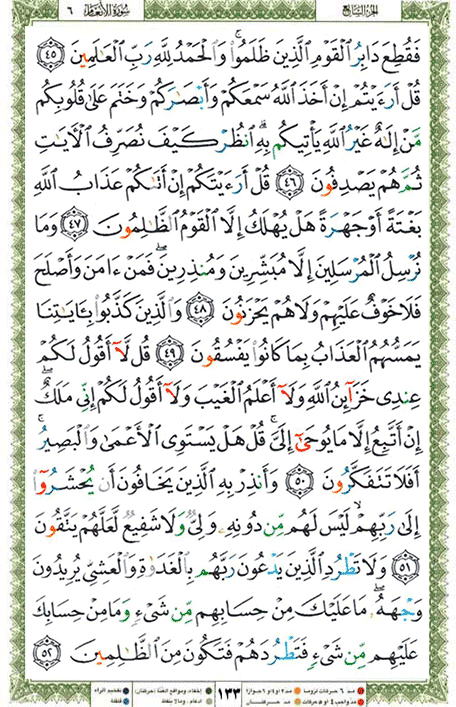 الجزء السابع
سورة الأنعام ٦
فَقُطِعَ دَابِرُ ٱلْقَوْمِ ٱلَّذِينَ ظَلَمُوا۟ ۚ وَٱلْحَمْدُ لِلَّهِ رَبِّ ٱلْعَٰلَمِينَ ٤٥
قُلْ أَرَءَيْتُمْ إِنْ أَخَذَ ٱللَّهُ سَمْعَكُمْ وَأَبْصَٰرَكُمْ وَخَتَمَ عَلَىٰ قُلُوبِكُم
مَّنْ إِلَٰهٌ غَيْرُ ٱللَّهِ يَأْتِيكُم بِهِ ۗ ٱنظُرْ كَيْفَ نُصَرِّفُ ٱلْءَايَٰتِ
ثُمَّ هُمْ يَصْدِفُونَ ٤٦ قُلْ أَرَءَيْتَكُمْ إِنْ أَتَىٰكُمْ عَذَابُ ٱللَّهِ
بَغْتَةً أَوْ جَهْرَةً هَلْ يُهْلَكُ إِلَّا ٱلْقَوْمُ ٱلظَّٰلِمُونَ ٤٧ وَمَا
نُرْسِلُ ٱلْمُرْسَلِينَ إِلَّا مُبَشِّرِينَ وَمُنذِرِينَ ۖ فَمَنْ ءَامَنَ وَأَصْلَحَ
فَلَا خَوْفٌ عَلَيْهِمْ وَلَا هُمْ يَحْزَنُونَ ٤٨ وَٱلَّذِينَ كَذَّبُوا۟ بِـَٔايَٰتِنَا
يَمَسُّهُمُ ٱلْعَذَابُ بِمَا كَانُوا۟ يَفْسُقُونَ ٤٩ قُل لَّآ أَقُولُ لَكُمْ
عِندِى خَزَآئِنُ ٱللَّهِ وَلَآ أَعْلَمُ ٱلْغَيْبَ وَلَآ أَقُولُ لَكُمْ إِنِّى مَلَكٌ ۖ
إِنْ أَتَّبِعُ إِلَّا مَا يُوحَىٰٓ إِلَىَّ ۚ قُلْ هَلْ يَسْتَوِى ٱلْأَعْمَىٰ وَٱلْبَصِيرُ ۚ
أَفَلَا تَتَفَكَّرُونَ ٥٠ وَأَنذِرْ بِهِ ٱلَّذِينَ يَخَافُونَ أَن يُحْشَرُوٓا۟
إِلَىٰ رَبِّهِمْ ۙ لَيْسَ لَهُم مِّن دُونِهِۦ وَلِىٌّ وَلَا شَفِيعٌ لَّعَلَّهُمْ يَتَّقُونَ
٥١ وَلَا تَطْرُدِ ٱلَّذِينَ يَدْعُونَ رَبَّهُم بِٱلْغَدَوٰةِ وَٱلْعَشِىِّ يُرِيدُونَ
وَجْهَهُۥ ۖ مَا عَلَيْكَ مِنْ حِسَابِهِم مِّن شَىْءٍ وَمَا مِنْ حِسَابِكَ
عَلَيْهِم مِّن شَىْءٍ فَتَطْرُدَهُمْ فَتَكُونَ مِنَ ٱلظَّٰلِمِينَ ٥٢
١٣٣